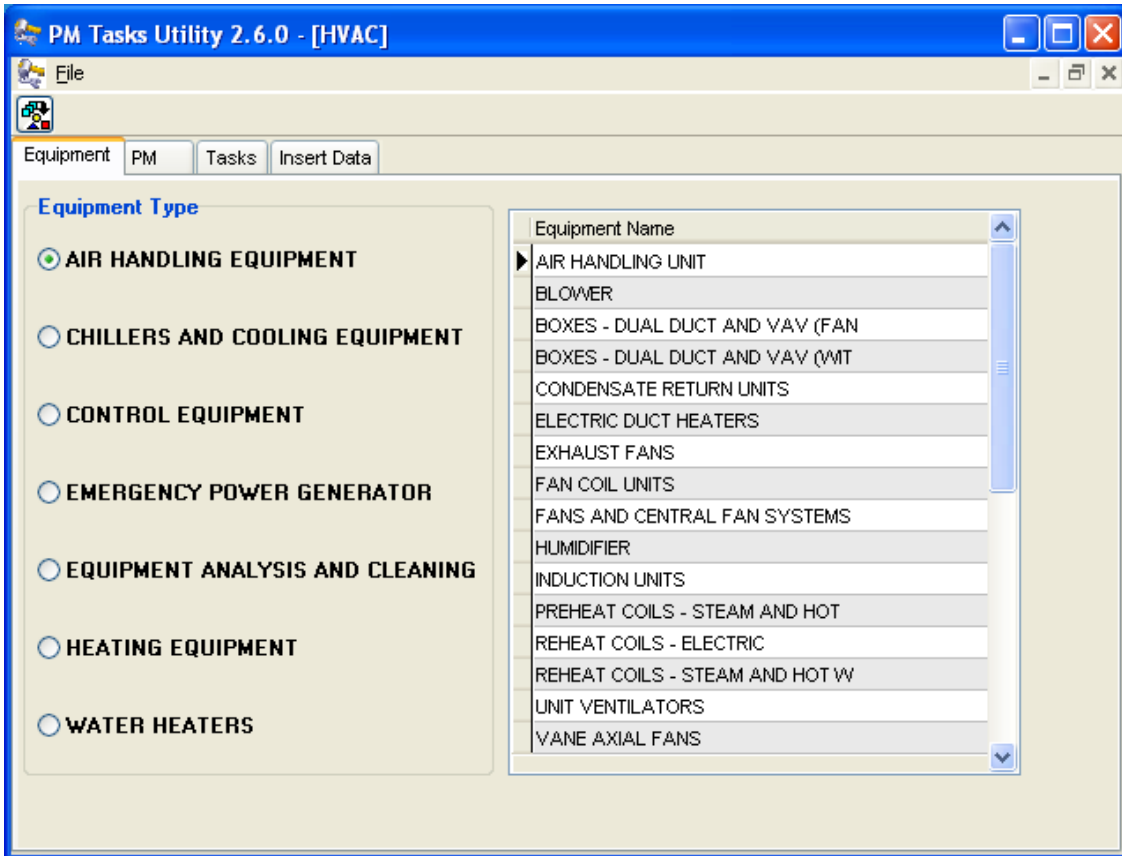 PM Tasks Utility 2.6.0 - [HVAC]
File
Equipment PM Tasks Insert Data
Equipment Type
AIR HANDLING EQUIPMENT
CHILLERS AND COOLING EQUIPMENT
CONTROL EQUIPMENT
EMERGENCY POWER GENERATOR
EQUIPMENT ANALYSIS AND CLEANING
HEATING EQUIPMENT
WATER HEATERS
Equipment Name
AIR HANDLING UNIT
BLOWER
BOXES - DUAL DUCT AND VAV (FAN
BOXES - DUAL DUCT AND VAV (WIT
CONDENSATE RETURN UNITS
ELECTRIC DUCT HEATERS
EXHAUST FANS
FAN COIL UNITS
FANS AND CENTRAL FAN SYSTEMS
HUMIDIFIER
INDUCTION UNITS
PREHEAT COILS - STEAM AND HOT
REHEAT COILS - ELECTRIC
REHEAT COILS - STEAM AND HOT W
UNIT VENTILATORS
VANE AXIAL FANS